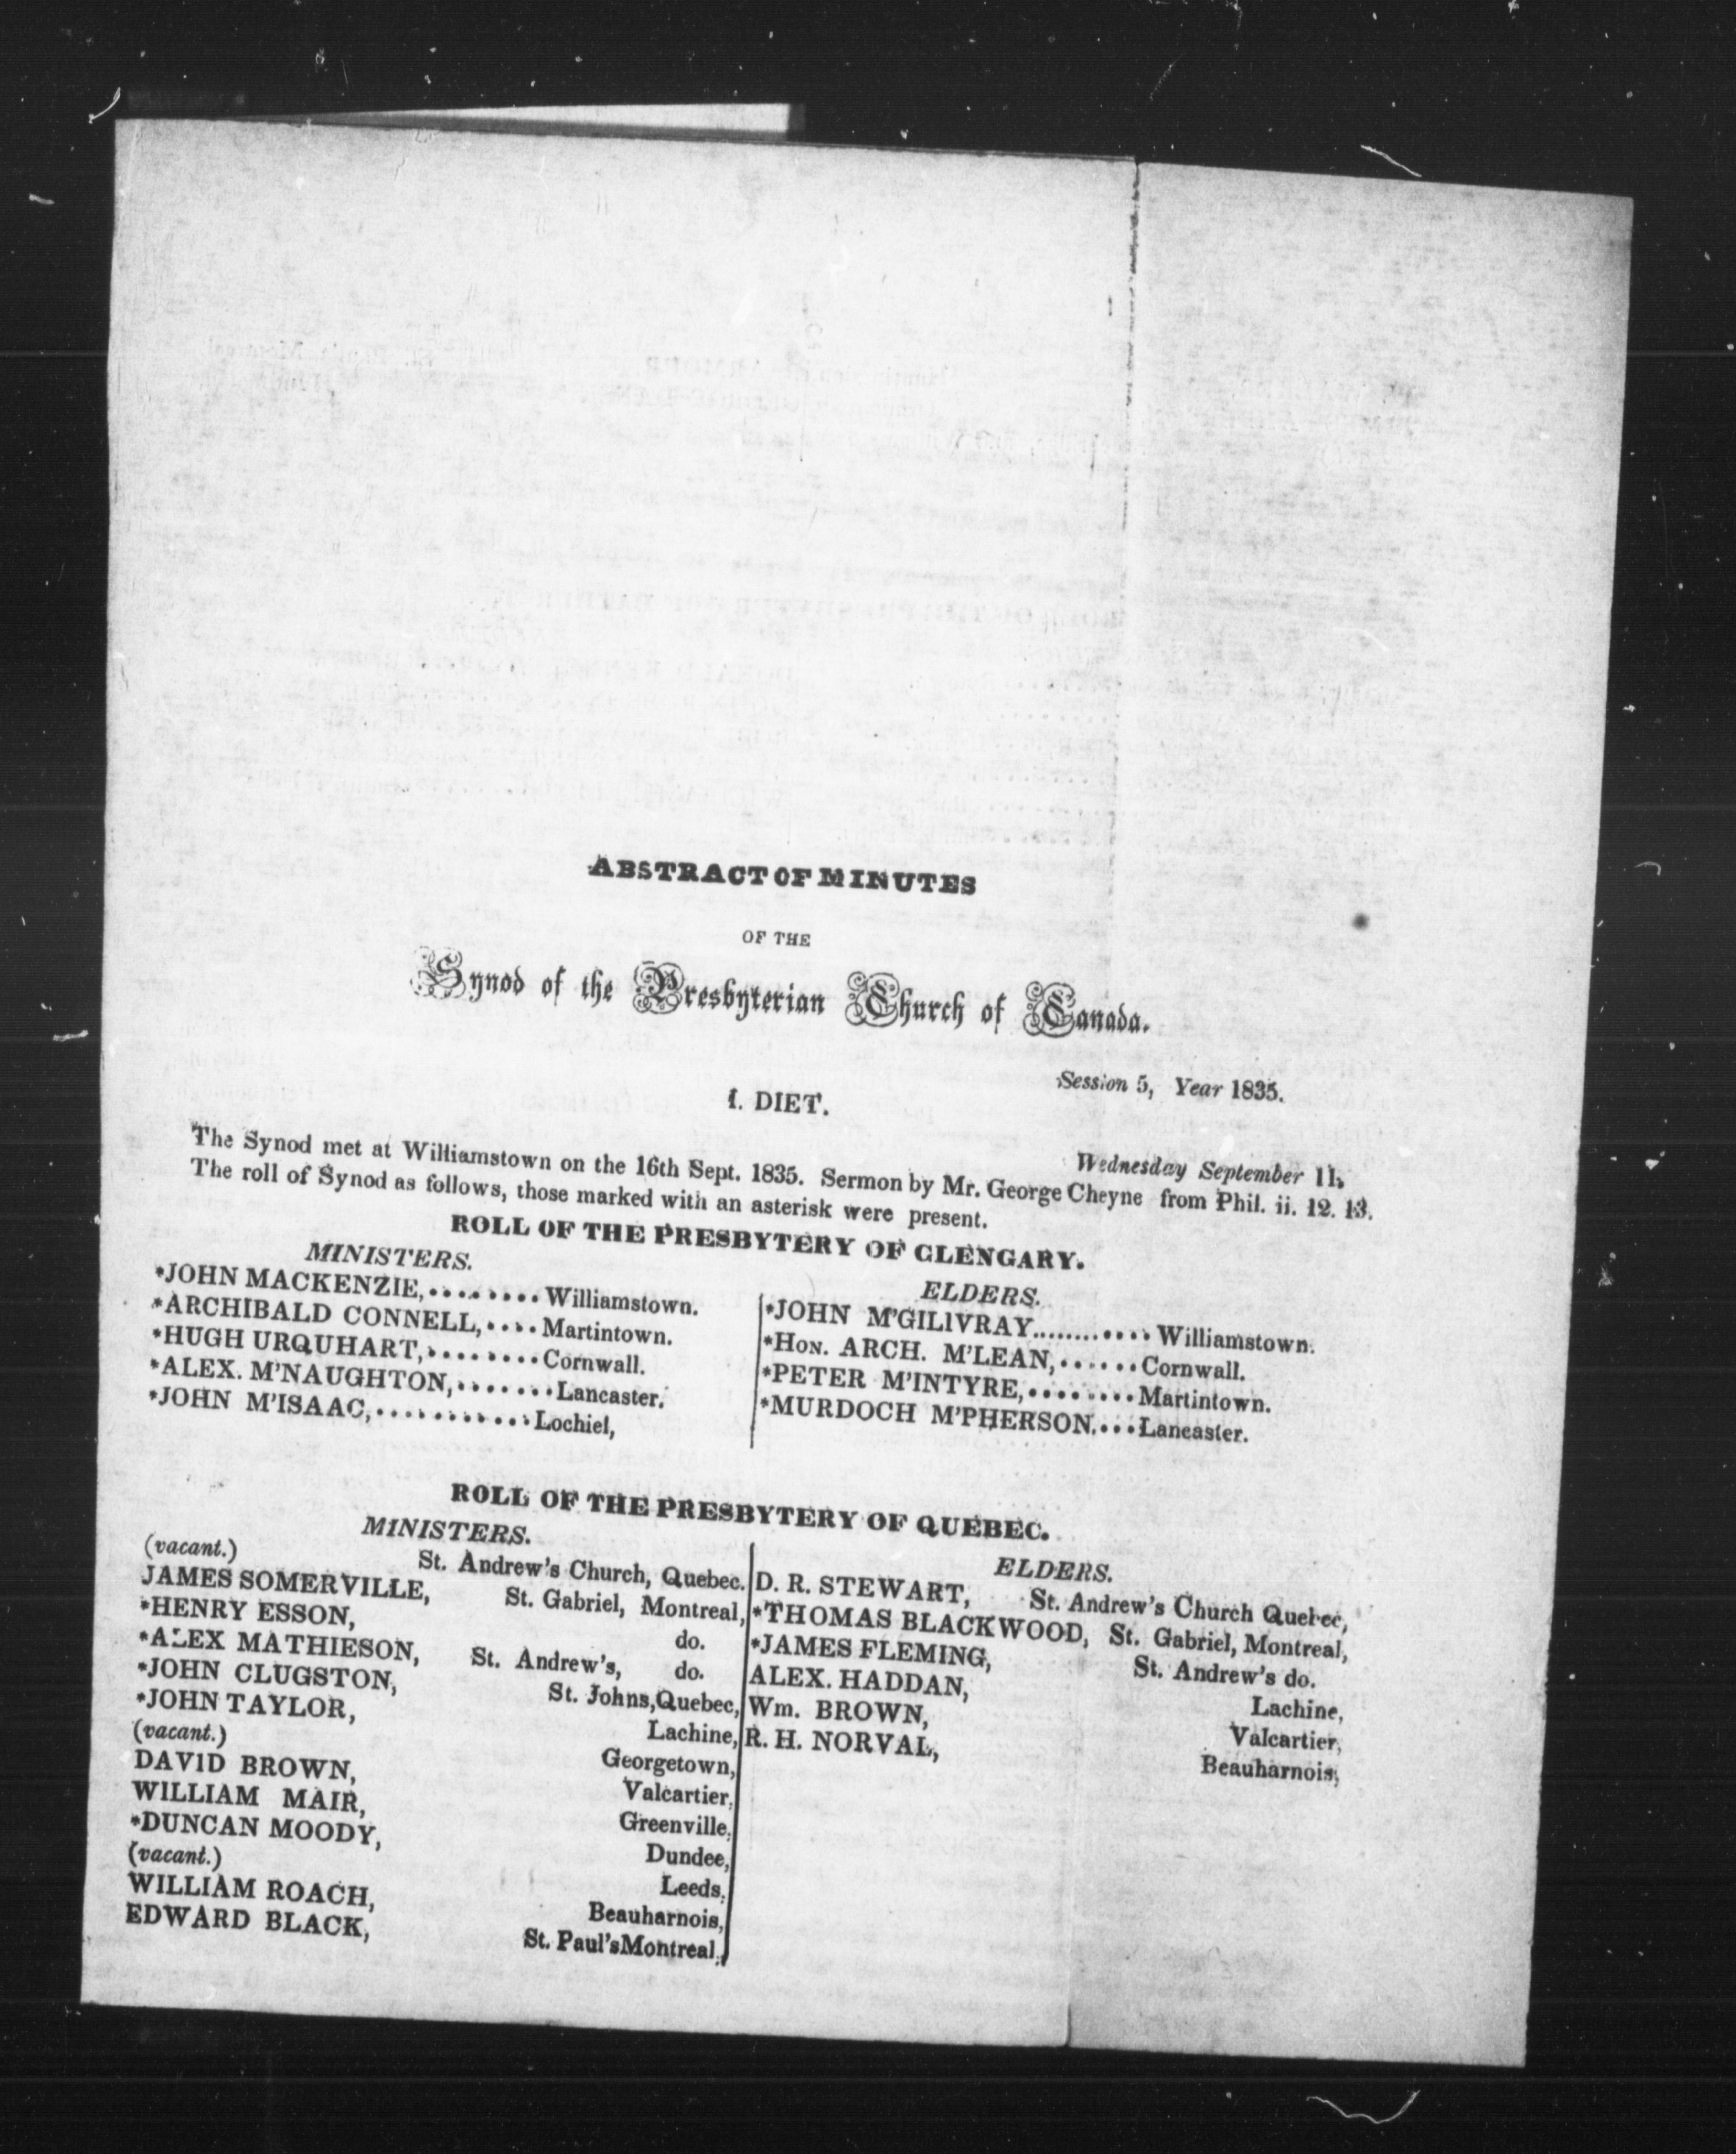 ABSTRACT OF MINUTES
OF THE
Synod of the Presbyterian Church of Canada.
Session 5, Year 1835.
I. DIET.
Wednesday September 11,
The Synod met at Williamstown on the 16th Sept. 1835. Sermon by Mr. George Cheyne from Phil. ii. 12. 13.
The roll of Synod as follows, those marked with an asterisk were present.
ROLL OF THE PRESBYTERY OF GLENGARY.
MINISTERS.
*JOHN MACKENZIE,.........Williamstown.
*ARCHIBALD CONNELL,....Martintown.
*HUGH URQUHART,.........Cornwall.
*ALEX. M'NAUGHTON,.......Lancaster.
*JOHN M'ISAAC,............Lochiel,
ELDERS.
*JOHN M'GILIVRAY............Williamstown.
*HON. ARCH. M'LEAN,......Cornwall.
*PETER M'INTYRE,........Martintown.
*MURDOCH M'PHERSON,...Lancaster.
ROLL OF THE PRESBYTERY OF QUEBEC.
MINISTERS.
(vacant.) St. Andrew's Church, Quebec.
JAMES SOMERVILLE, St. Gabriel, Montreal,
*HENRY ESSON, do.
*ALEX MATHIESON, St. Andrew's, do.
*JOHN CLUGSTON, St. Johns,Quebec,
*JOHN TAYLOR, Lachine,
(vacant.) Georgetown,
DAVID BROWN, Valcartier,
WILLIAM MAIR, Greenville,
*DUNCAN MOODY, Dundee,
(vacant.) Leeds,
WILLIAM ROACH, Beauharnois,
EDWARD BLACK, St. Paul'sMontreal,
ELDERS.
D. R. STEWART, St. Andrew's Church Quebec,
*THOMAS BLACKWOOD, St. Gabriel, Montreal,
*JAMES FLEMING, St. Andrew's do.
ALEX. HADDAN, Lachine,
Wm. BROWN, Valcartier,
R. H. NORVAL, Beauharnois,